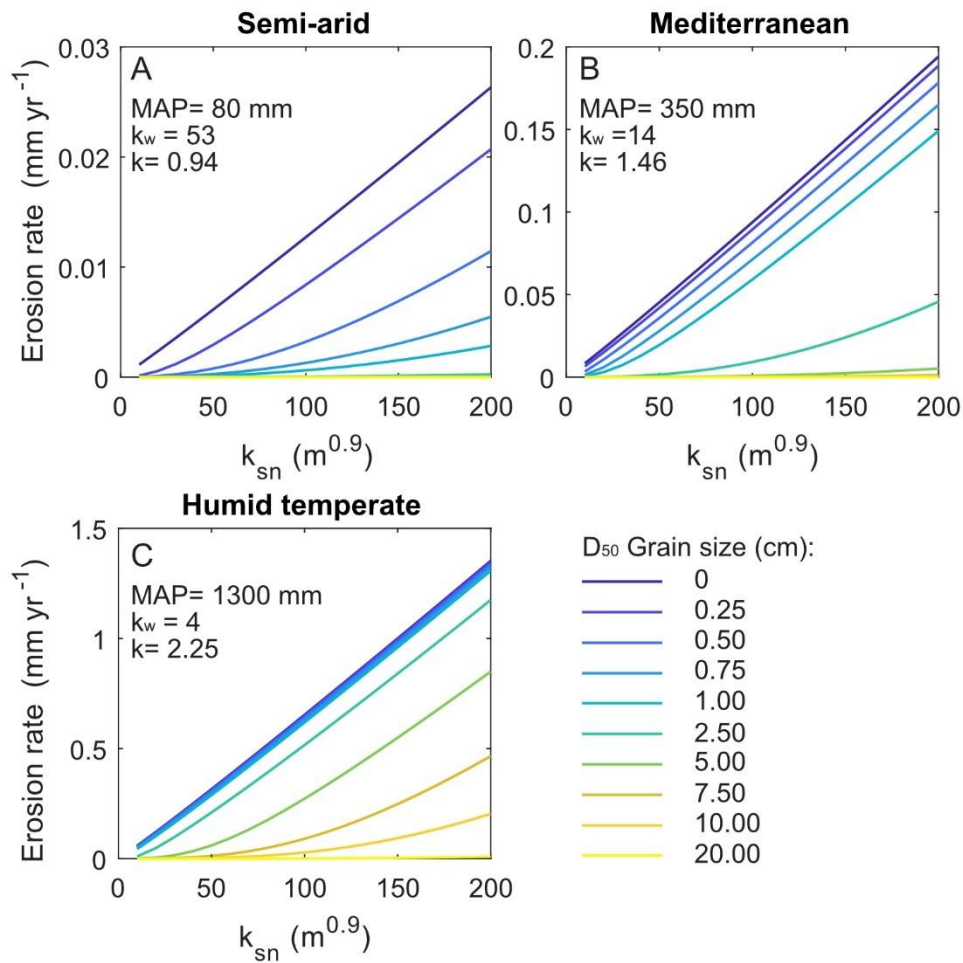 Semi-arid
A
MAP= 80 mm
kw = 53
k= 0.94
0.03
0.02
0.01
0
Erosion rate (mm yr-1)
0 50 100 150 200
ksn (m0.9)
Mediterranean
B
MAP= 350 mm
kw =14
k= 1.46
0.2
0.15
0.1
0.05
0
0 50 100 150 200
ksn (m0.9)
Humid temperate
C
MAP= 1300 mm
kw = 4
k= 2.25
1.5
1
0.5
0
Erosion rate (mm yr-1)
0 50 100 150 200
ksn (m0.9)
D50 Grain size (cm):
0
0.25
0.50
0.75
1.00
2.50
5.00
7.50
10.00
20.00